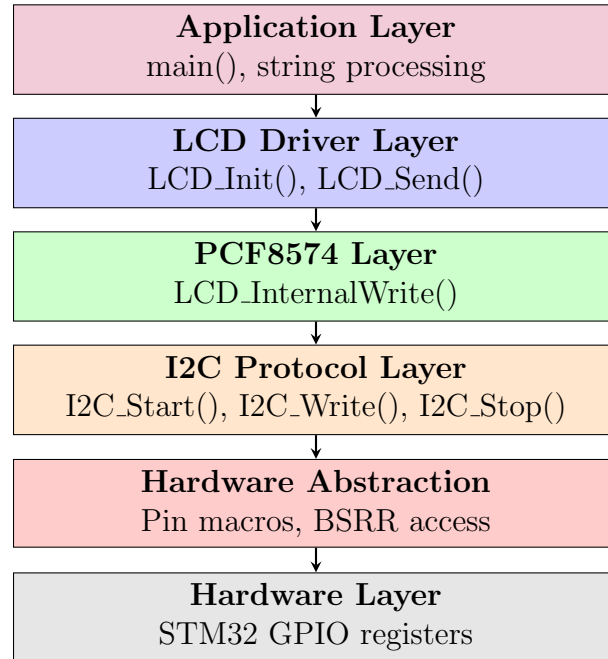 Application Layer
main(), string processing
LCD Driver Layer
LCD_Init(), LCD_Send()
PCF8574 Layer
LCD_InternalWrite()
I2C Protocol Layer
I2C_Start(), I2C_Write(), I2C_Stop()
Hardware Abstraction
Pin macros, BSRR access
Hardware Layer
STM32 GPIO registers